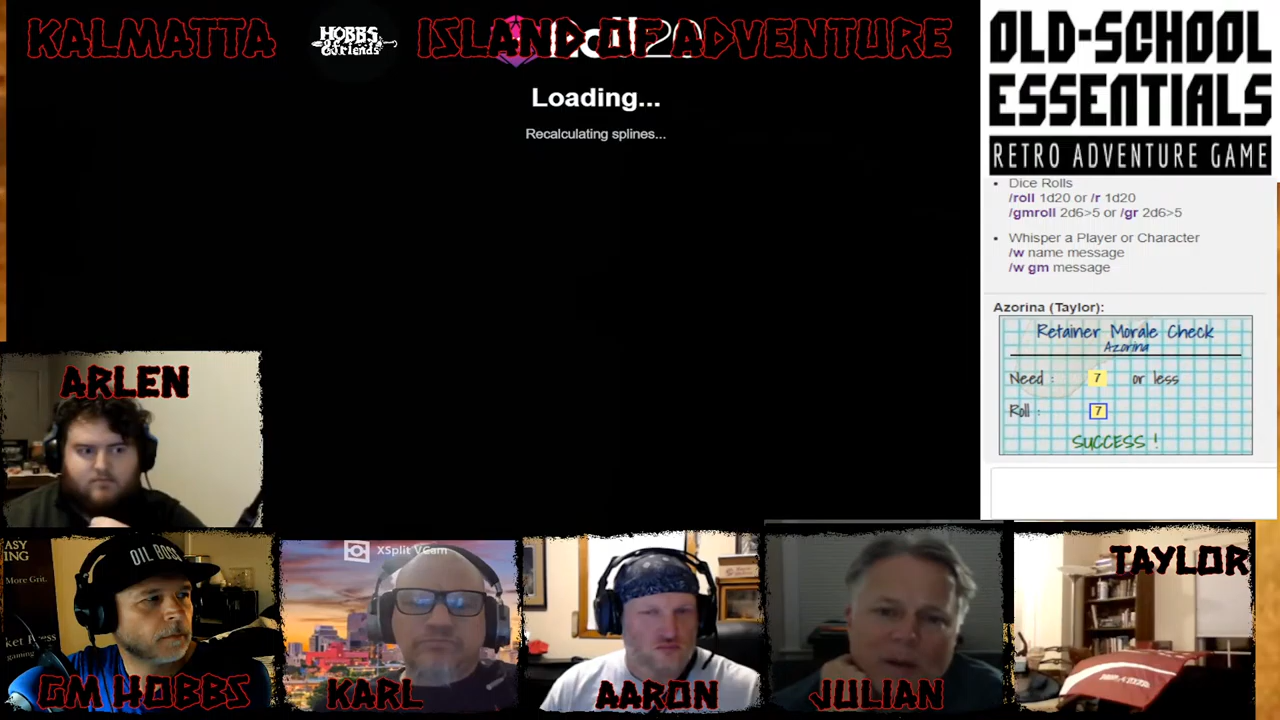 KALMATTA
HOBBS
& Friends
ISLAND OF ADVENTURE
Loading...
Recalculating splines...
OLD-SCHOOL
ESSENTIALS
RETRO ADVENTURE GAME
Dice Rolls
/roll 1d20 or /r 1d20
/gmroll 2d6>5 or /gr 2d6>5
Whisper a Player or Character
/w name message
/w gm message
Azorina (Taylor):
Retainer Morale Check
Azorina
Need : 7 or less
Roll : 7
SUCCESS !
ARLEN
OIL BOSS
More Grit.
GM HOBBS
XSplit VCam
KARL
AARON
JULIAN
TAYLOR